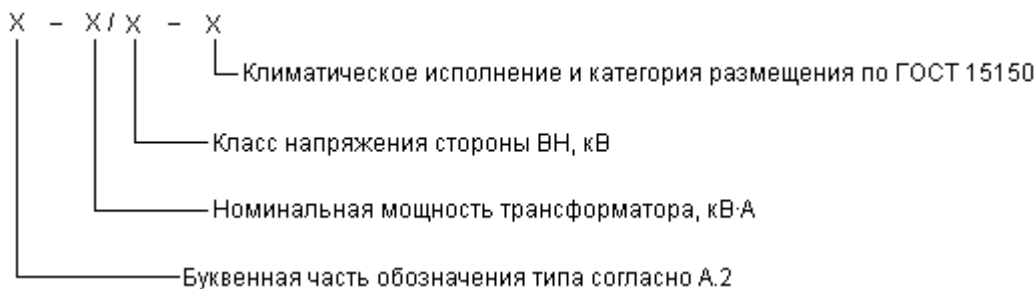 X – X/X – X
Климатическое исполнение и категория размещения по ГОСТ 15150
Класс напряжения стороны ВН, кВ
Номинальная мощность трансформатора, кВ·А
Буквенная часть обозначения типа согласно А.2